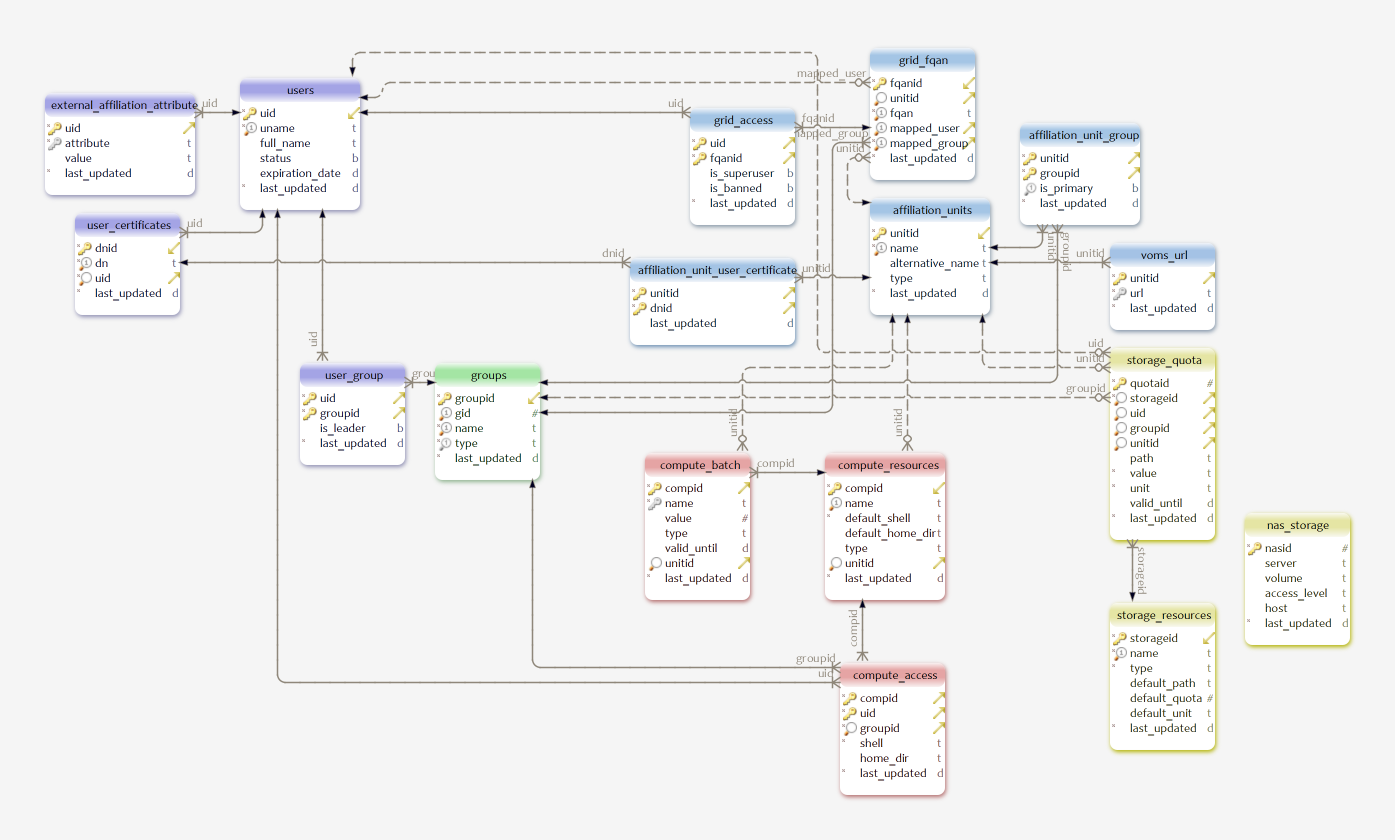 external_affiliation_attribute
uid
attribute t
value t
last_updated d
uid
users
uid
uname t
full_name t
status b
expiration_date d
last_updated d
user_certificates
dnid
dn t
uid
last_updated d
uid
grid_access
uid
fqanid
is_superuser b
is_banned b
last_updated d
uid
fqanid
grid_fqan
fqanid
unitid
fqan t
mapped_user t
mapped_group t
last_updated d
mapped_user
mapped_group
unitid
affiliation_unit_group
unitid
groupid
is_primary b
last_updated d
unitid
groupid
affiliation_units
unitid
name t
alternative_name t
type t
last_updated d
voms_url
unitid
url t
last_updated d
unitid
affiliation_unit_user_certificate
unitid
dnid
last_updated d
dnid
unitid
user_group
uid
groupid
is_leader b
last_updated d
uid
grou
groups
groupid
gid #
name t
type t
last_updated d
storage_quota
quotaid #
storageid
uid
groupid
unitid
path t
value t
unit t
valid_until d
last_updated d
uid
unitid
groupid
storageid
compute_batch
compid
name t
value #
type t
valid_until d
unitid
last_updated d
unitid
compid
compute_resources
compid
name t
default_shell t
default_home_dir t
type t
unitid
last_updated d
unitid
nas_storage
nasid #
server t
volume t
access_level t
host t
last_updated d
storage_resources
storageid
name t
type t
default_path t
default_quota #
default_unit t
last_updated d
compute_access
compid
uid
groupid
shell t
home_dir t
last_updated d
compid
groupid
uid